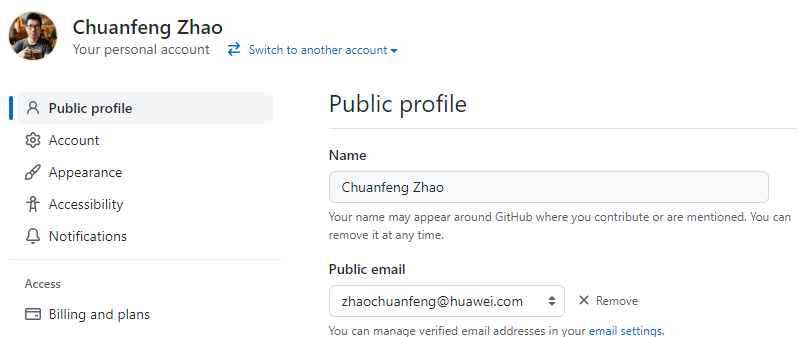 Chuanfeng Zhao
Your personal account
Switch to another account
Public profile
Account
Appearance
Accessibility
Notifications
Access
Billing and plans
Public profile
Name
Chuanfeng Zhao
Your name may appear around GitHub where you contribute or are mentioned. You can
remove it at any time.
Public email
zhaochuanfeng@huawei.com
Remove
You can manage verified email addresses in your email settings.